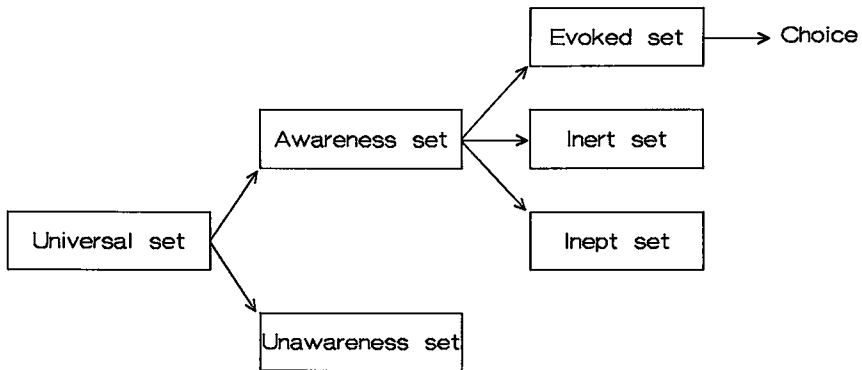 Evoked set
Choice
Awareness set
Inert set
Universal set
Inept set
Unawareness set